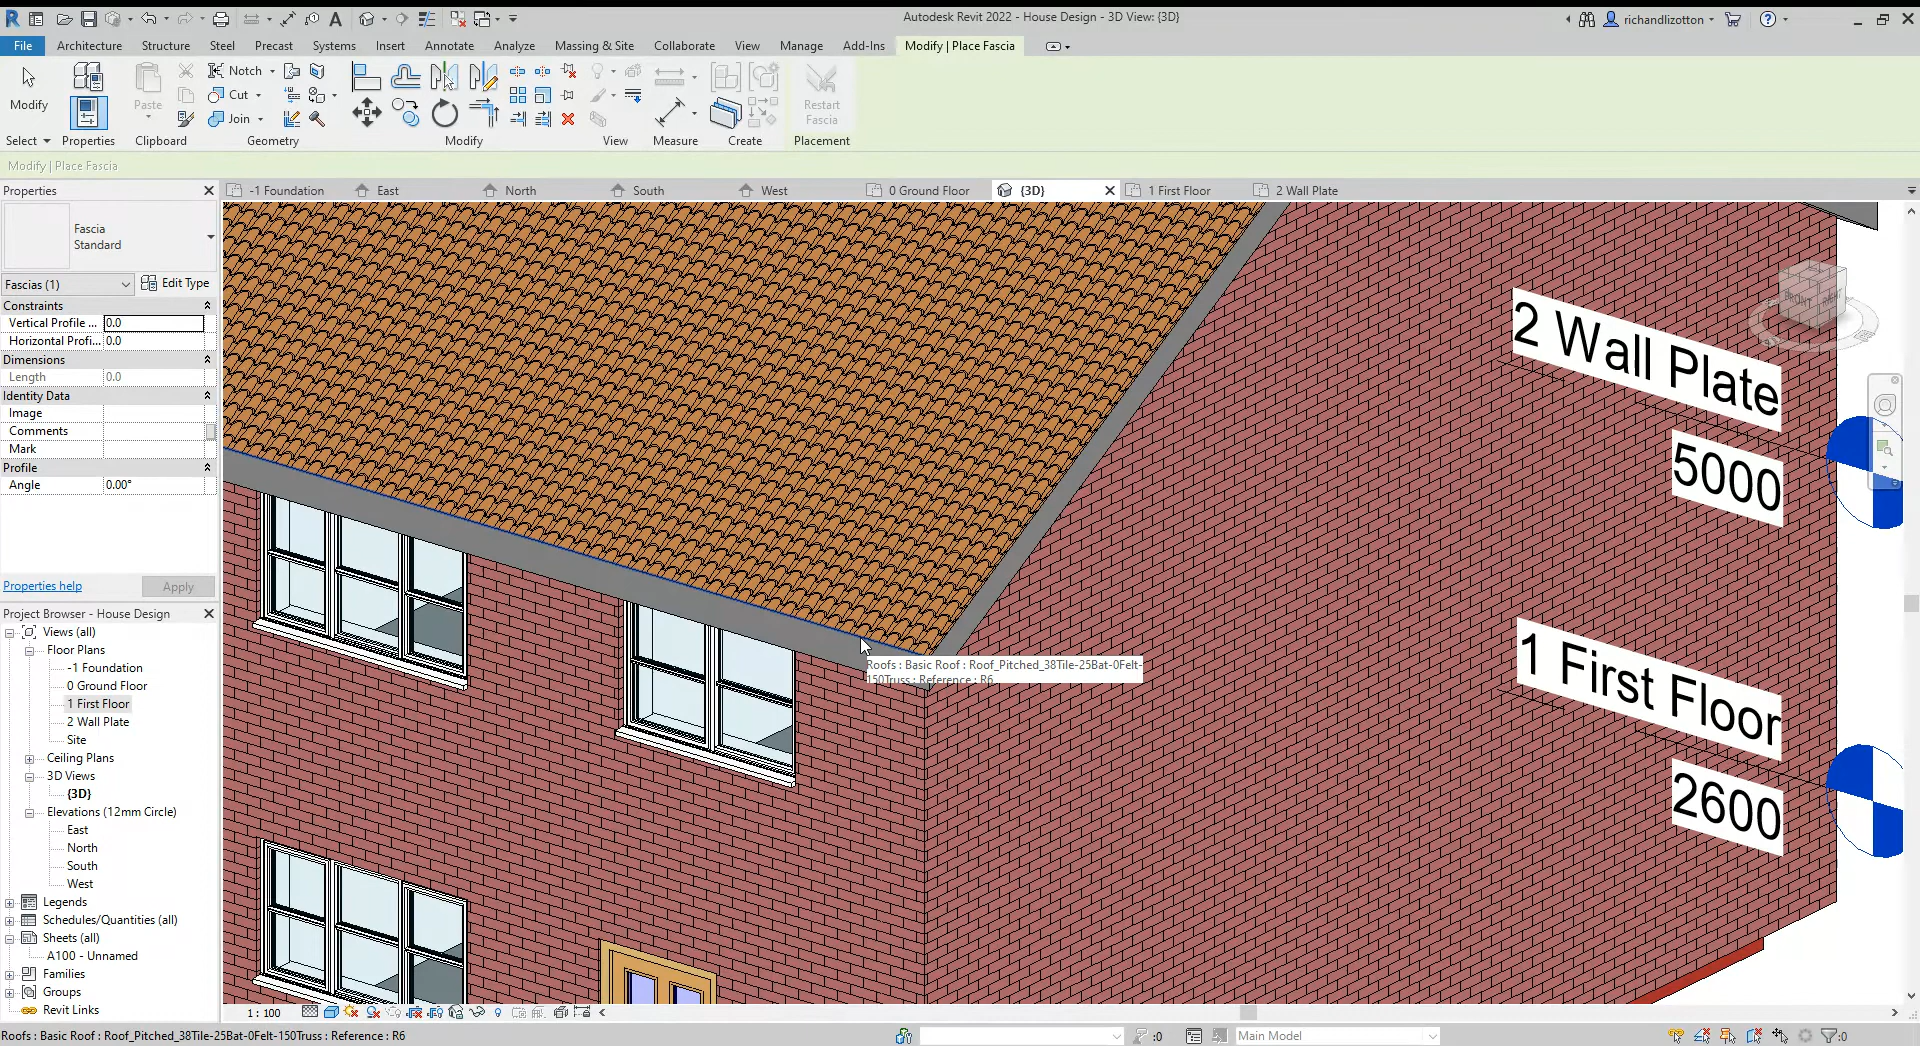 Autodesk Revit 2022 - House Design - 3D View: {3D}
richandlizotton
File Architecture Structure Steel Precast Systems Insert Annotate Analyze Massing & Site Collaborate View Manage Add-Ins Modify | Place Fascia
Modify
Paste
Notch
Cut
Join
Restart
Fascia
Select Properties Clipboard Geometry Modify View Measure Create Placement
Modify | Place Fascia
Properties
-1 Foundation East North South West 0 Ground Floor {3D} 1 First Floor 2 Wall Plate
Fascia
Standard
Fascias (1) Edit Type
Constraints
Vertical Profile ... 0.0
Horizontal Profi... 0.0
Dimensions
Length 0.0
Identity Data
Image
Comments
Mark
Profile
Angle 0.00°
Properties help Apply
Project Browser - House Design
Views (all)
Floor Plans
-1 Foundation
0 Ground Floor
1 First Floor
2 Wall Plate
Site
Ceiling Plans
3D Views
{3D}
Elevations (12mm Circle)
East
North
South
West
Legends
Schedules/Quantities (all)
Sheets (all)
A100 - Unnamed
Families
Groups
Revit Links
FRONT
2 Wall Plate
5000
1 First Floor
2600
Roofs : Basic Roof : Roof_Pitched_38Tile-25Bat-0Felt-
150Truss : Reference : R6
1 : 100
Roofs : Basic Roof : Roof_Pitched_38Tile-25Bat-0Felt-150Truss : Reference : R6
:0
Main Model
:0